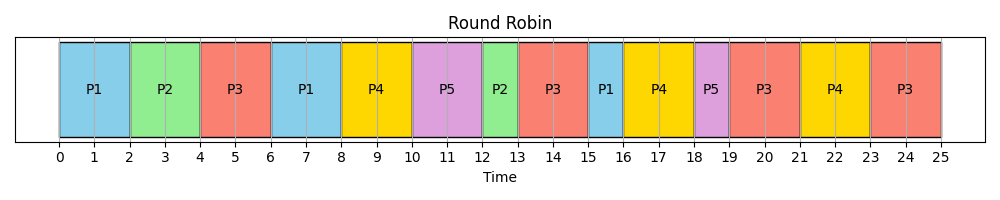 Round Robin
P1 P2 P3 P1 P4 P5 P2 P3 P1 P4 P5 P3 P4 P3
0 1 2 3 4 5 6 7 8 9 10 11 12 13 14 15 16 17 18 19 20 21 22 23 24 25
Time